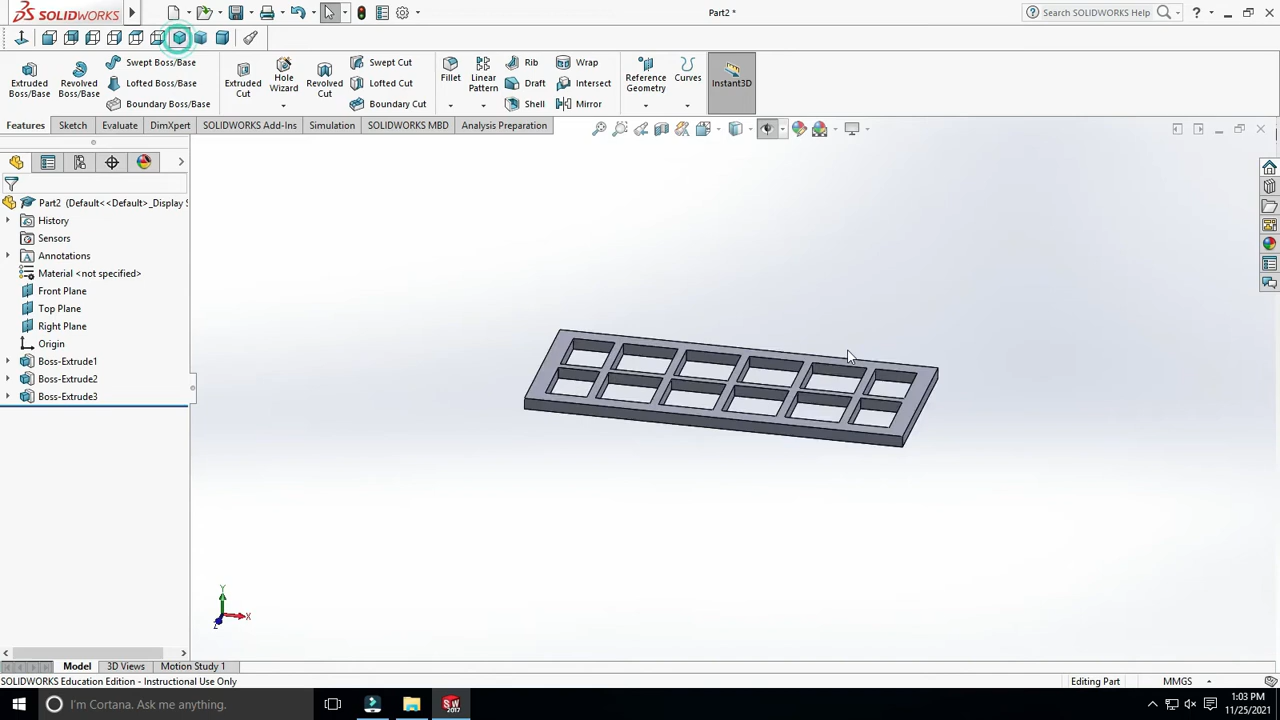 SOLIDWORKS
Part2 *
Search SOLIDWORKS Help
Extruded Boss/Base
Revolved Boss/Base
Swept Boss/Base
Lofted Boss/Base
Boundary Boss/Base
Extruded Cut
Hole Wizard
Revolved Cut
Swept Cut
Lofted Cut
Boundary Cut
Fillet
Linear Pattern
Rib
Draft
Shell
Wrap
Intersect
Mirror
Reference Geometry
Curves
Instant3D
Features Sketch Evaluate DimXpert SOLIDWORKS Add-Ins Simulation SOLIDWORKS MBD Analysis Preparation
Part2 (Default<<Default>_Display S
History
Sensors
Annotations
Material <not specified>
Front Plane
Top Plane
Right Plane
Origin
Boss-Extrude1
Boss-Extrude2
Boss-Extrude3
Y
X
Z
Model 3D Views Motion Study 1
SOLIDWORKS Education Edition - Instructional Use Only
Editing Part
MMGS
I'm Cortana. Ask me anything.
SW 2017
1:03 PM
11/25/2021